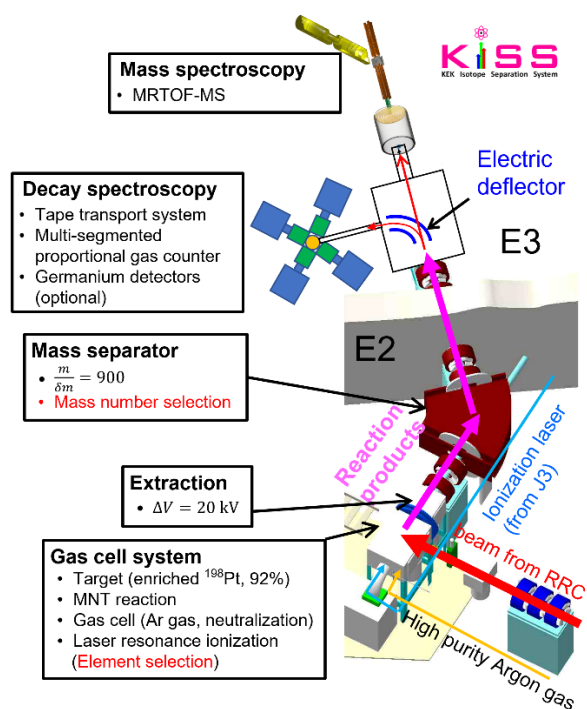 KISS
KEK Isotope Separation System
Mass spectroscopy
• MRTOF-MS
Electric
deflector
Decay spectroscopy
• Tape transport system
• Multi-segmented
proportional gas counter
• Germanium detectors
(optional)
E3
E2
Mass separator
• m/δm = 900
• Mass number selection
Reaction
products
Ionization laser
(from J3)
Extraction
• ΔV = 20 kV
beam from RRC
Gas cell system
• Target (enriched ¹⁹⁸Pt, 92%)
• MNT reaction
• Gas cell (Ar gas, neutralization)
• Laser resonance ionization
(Element selection)
High purity Argon gas